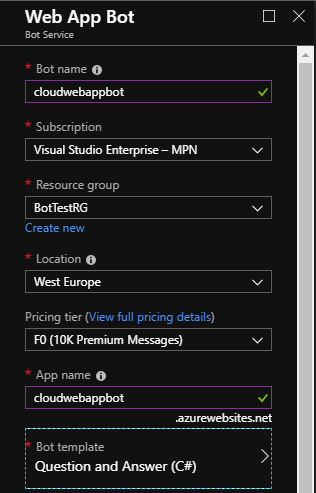 Web App Bot
Bot Service
* Bot name
cloudwebappbot
* Subscription
Visual Studio Enterprise – MPN
* Resource group
BotTestRG
Create new
* Location
West Europe
Pricing tier (View full pricing details)
F0 (10K Premium Messages)
* App name
cloudwebappbot
.azurewebsites.net
* Bot template
Question and Answer (C#)